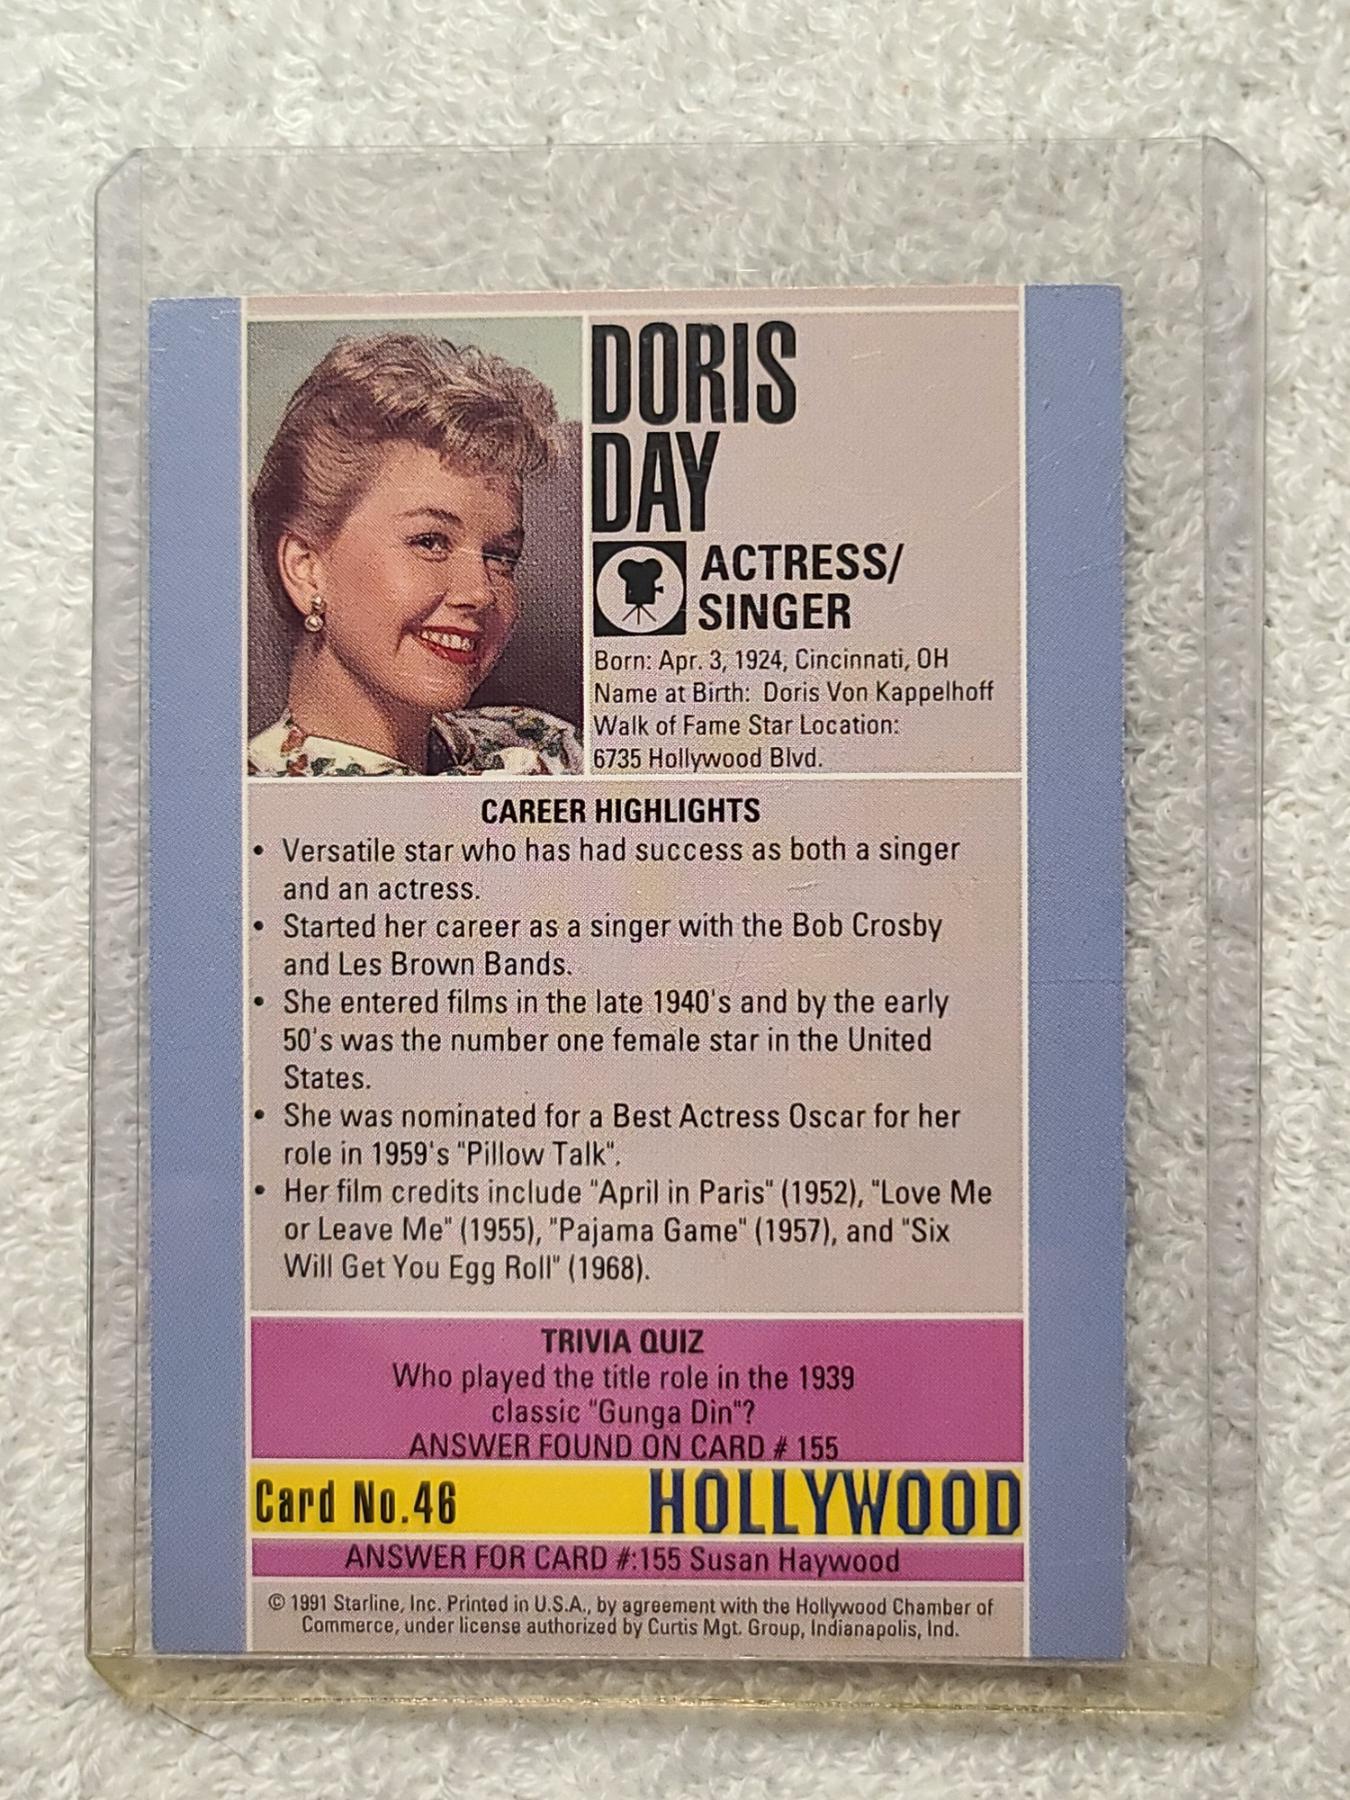 DORIS
DAY
ACTRESS/
SINGER
Born: Apr. 3, 1924, Cincinnati, OH
Name at Birth: Doris Von Kappelhoff
Walk of Fame Star Location:
6735 Hollywood Blvd.
CAREER HIGHLIGHTS
• Versatile star who has had success as both a singer
and an actress.
• Started her career as a singer with the Bob Crosby
and Les Brown Bands.
• She entered films in the late 1940's and by the early
50's was the number one female star in the United
States.
• She was nominated for a Best Actress Oscar for her
role in 1959's "Pillow Talk".
• Her film credits include "April in Paris" (1952), "Love Me
or Leave Me" (1955), "Pajama Game" (1957), and "Six
Will Get You Egg Roll" (1968).
TRIVIA QUIZ
Who played the title role in the 1939
classic "Gunga Din"?
ANSWER FOUND ON CARD # 155
Card No.46 HOLLYWOOD
ANSWER FOR CARD #:155 Susan Haywood
© 1991 Starline, Inc. Printed in U.S.A., by agreement with the Hollywood Chamber of
Commerce, under license authorized by Curtis Mgt. Group, Indianapolis, Ind.